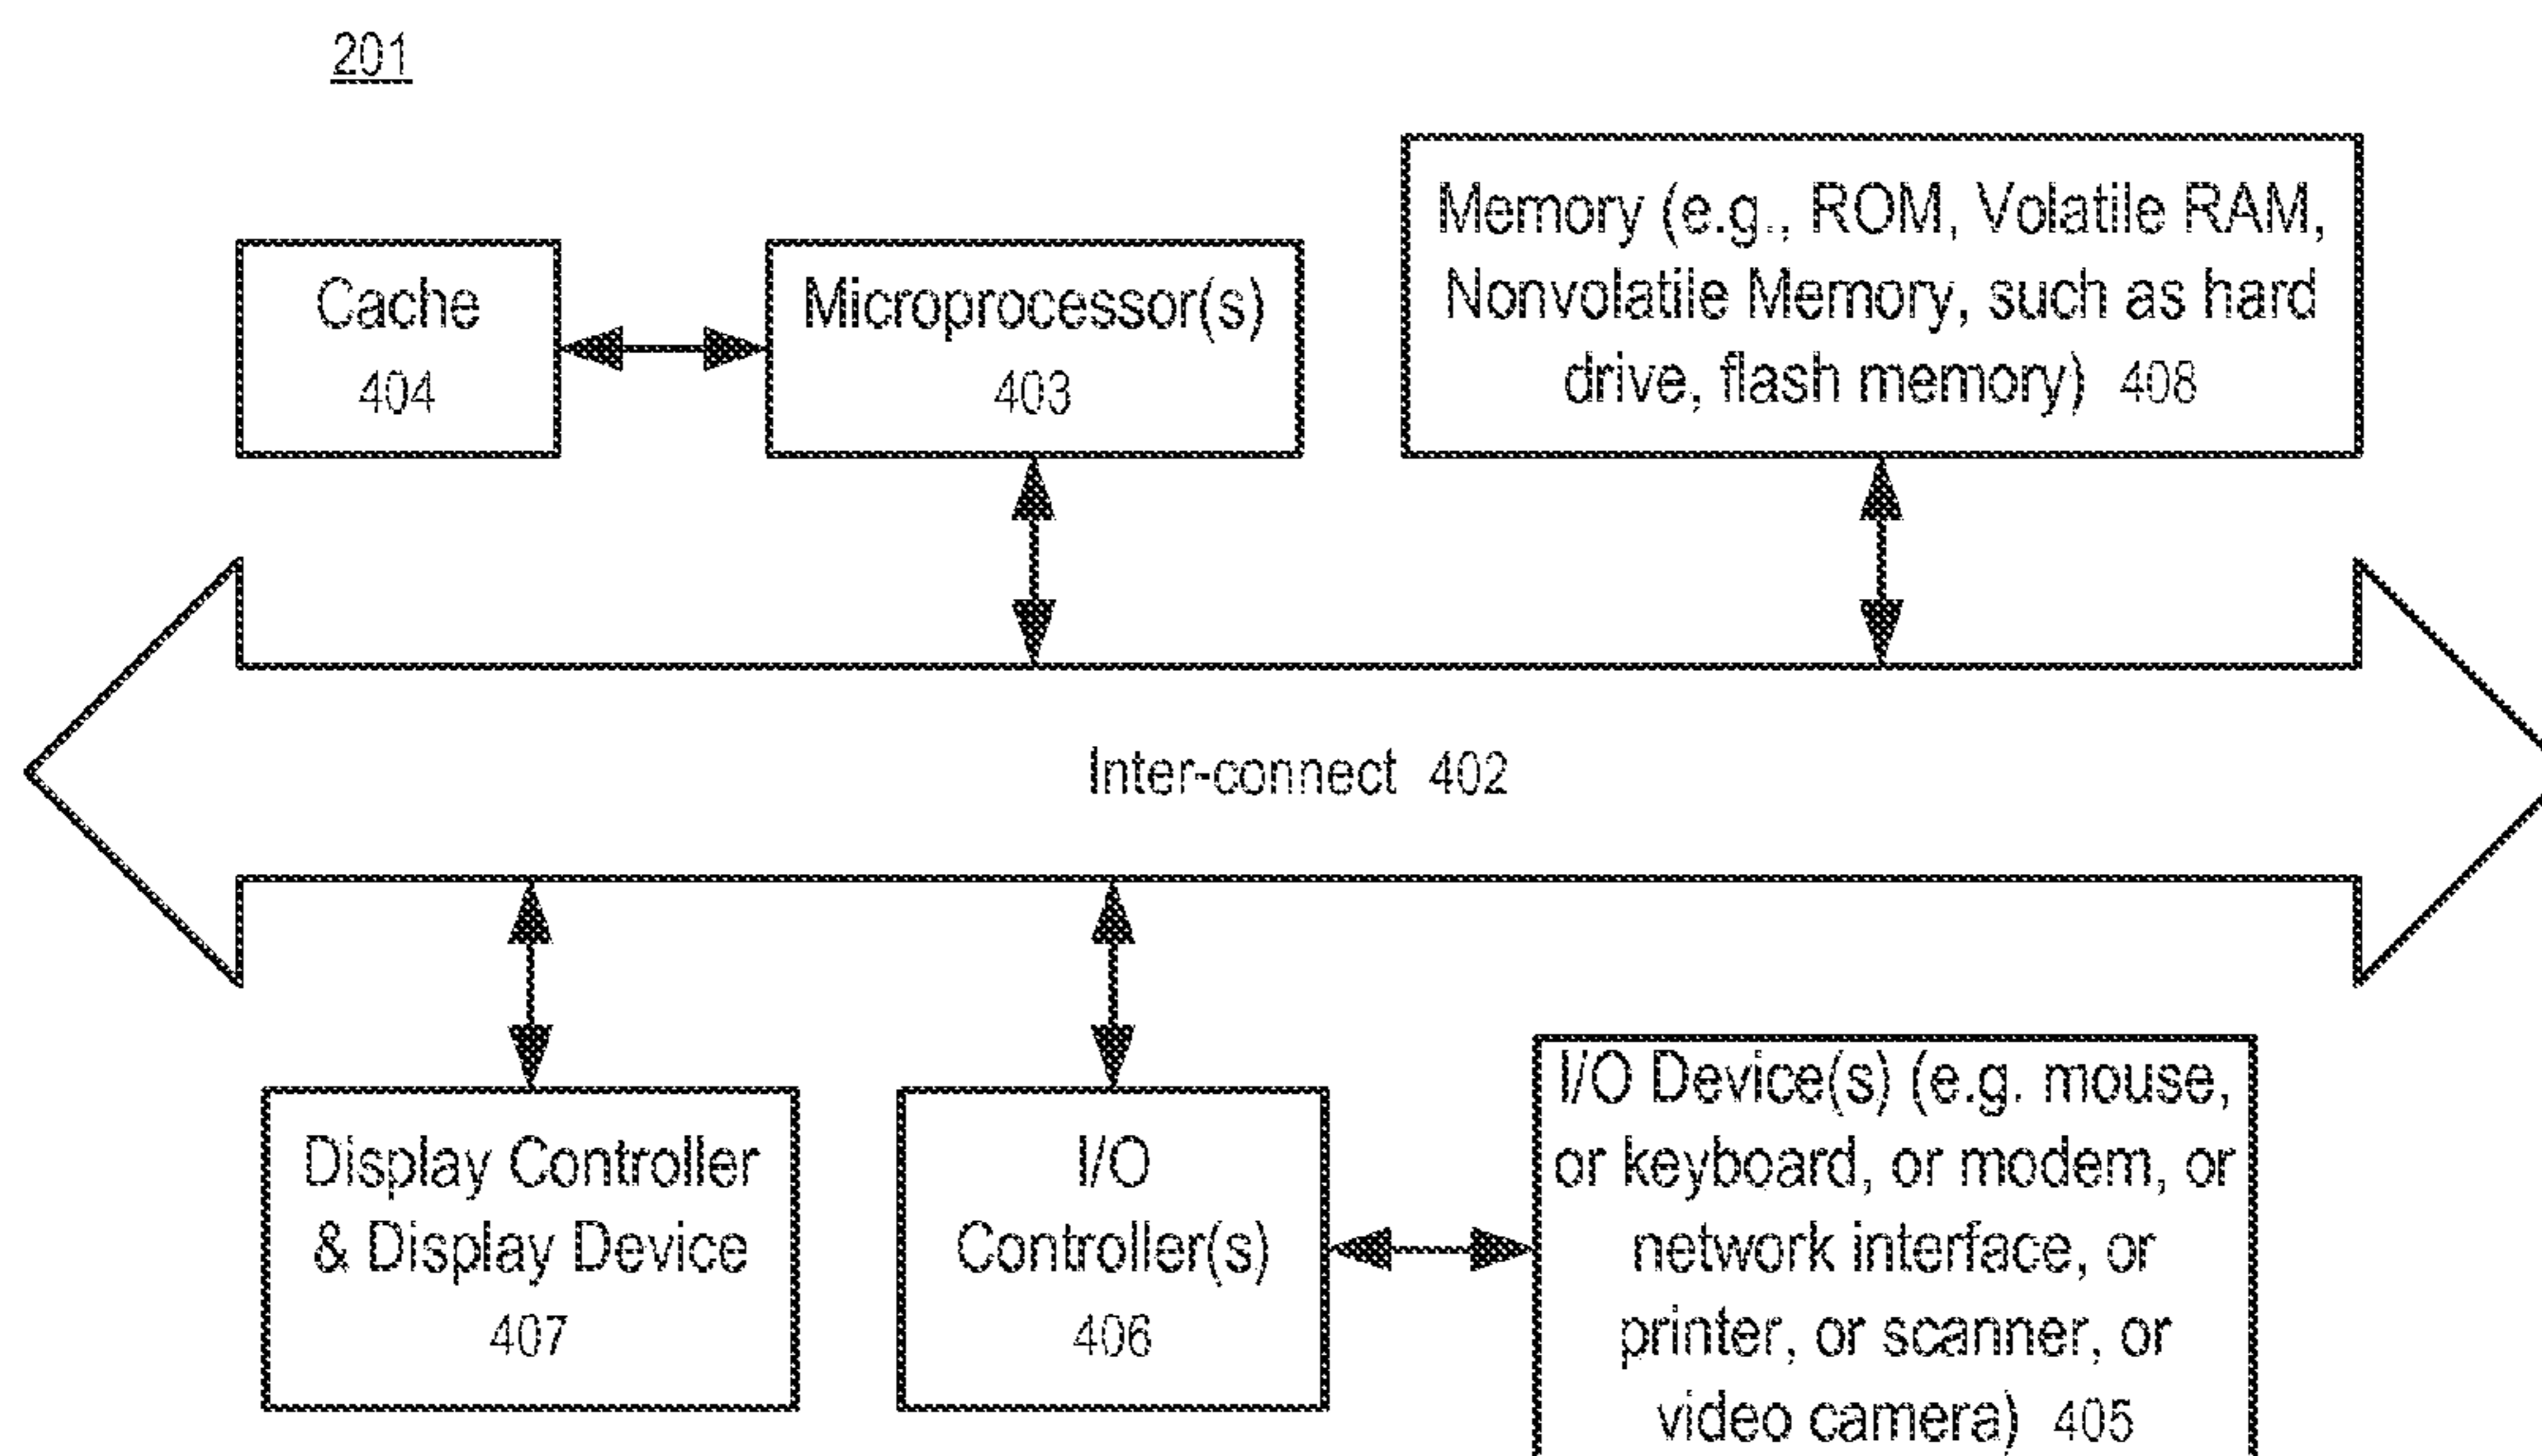 201
Cache
404
Microprocessor(s)
403
Memory (e.g., ROM, Volatile RAM,
Nonvolatile Memory, such as hard
drive, flash memory) 408
Inter-connect 402
Display Controller
& Display Device
407
I/O
Controller(s)
406
I/O Device(s) (e.g. mouse,
or keyboard, or modem, or
network interface, or
printer, or scanner, or
video camera) 405